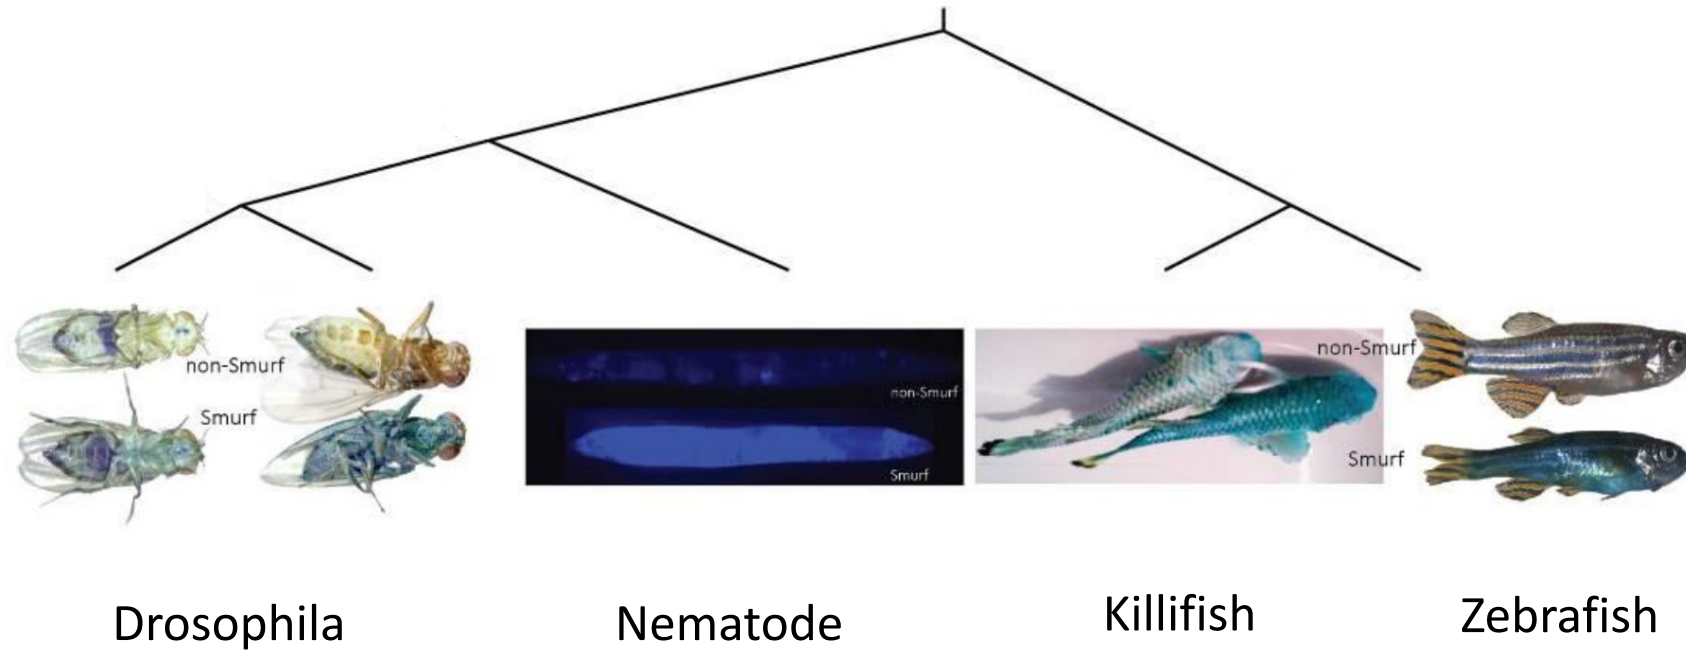 non-Smurf
Smurf
non-Smurf
Smurf
non-Smurf
Smurf
Drosophila
Nematode
Killifish
Zebrafish